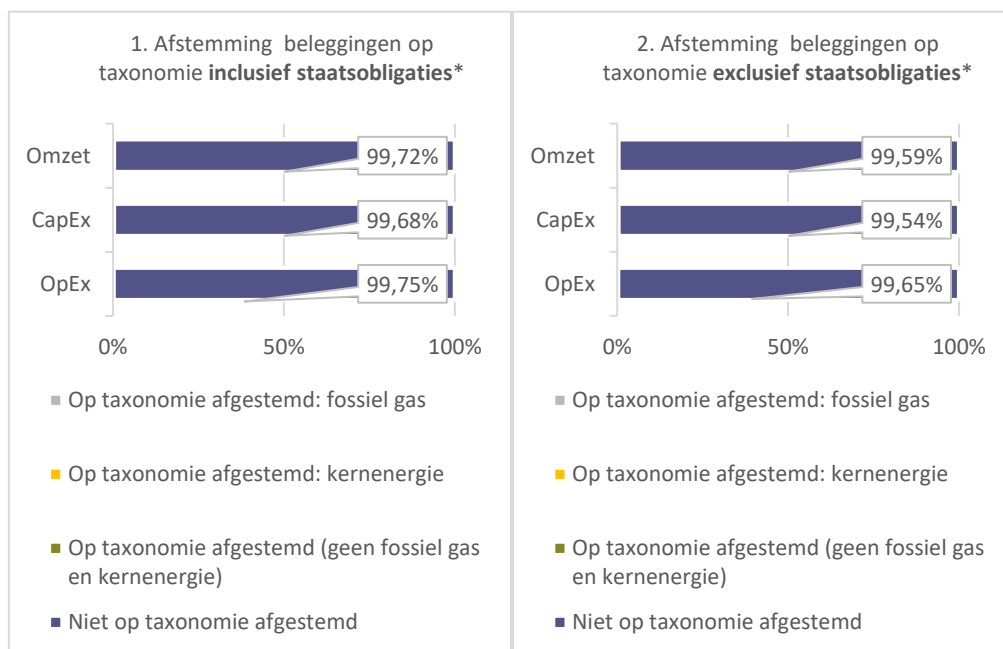 1. Afstemming beleggingen op
taxonomie inclusief staatsobligaties*
Omzet
99,72%
CapEx
99,68%
OpEx
99,75%
0%
50%
100%
Op taxonomie afgestemd: fossiel gas
Op taxonomie afgestemd: kernenergie
Op taxonomie afgestemd (geen fossiel gas
en kernenergie)
Niet op taxonomie afgestemd
2. Afstemming beleggingen op
taxonomie exclusief staatsobligaties*
Omzet
99,59%
CapEx
99,54%
OpEx
99,65%
0%
50%
100%
Op taxonomie afgestemd: fossiel gas
Op taxonomie afgestemd: kernenergie
Op taxonomie afgestemd (geen fossiel gas
en kernenergie)
Niet op taxonomie afgestemd